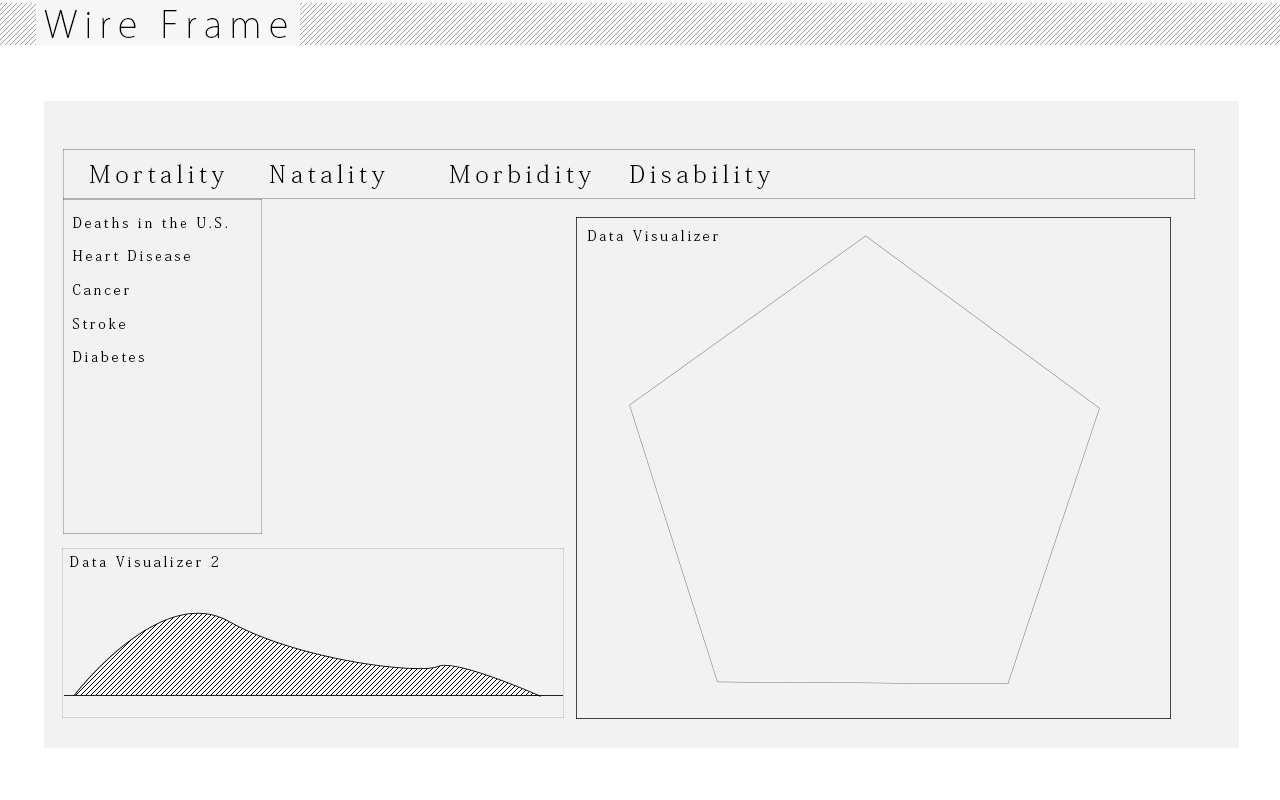 Wire Frame
Mortality Natality Morbidity Disability
Deaths in the U.S.
Heart Disease
Cancer
Stroke
Diabetes
Data Visualizer
Data Visualizer 2